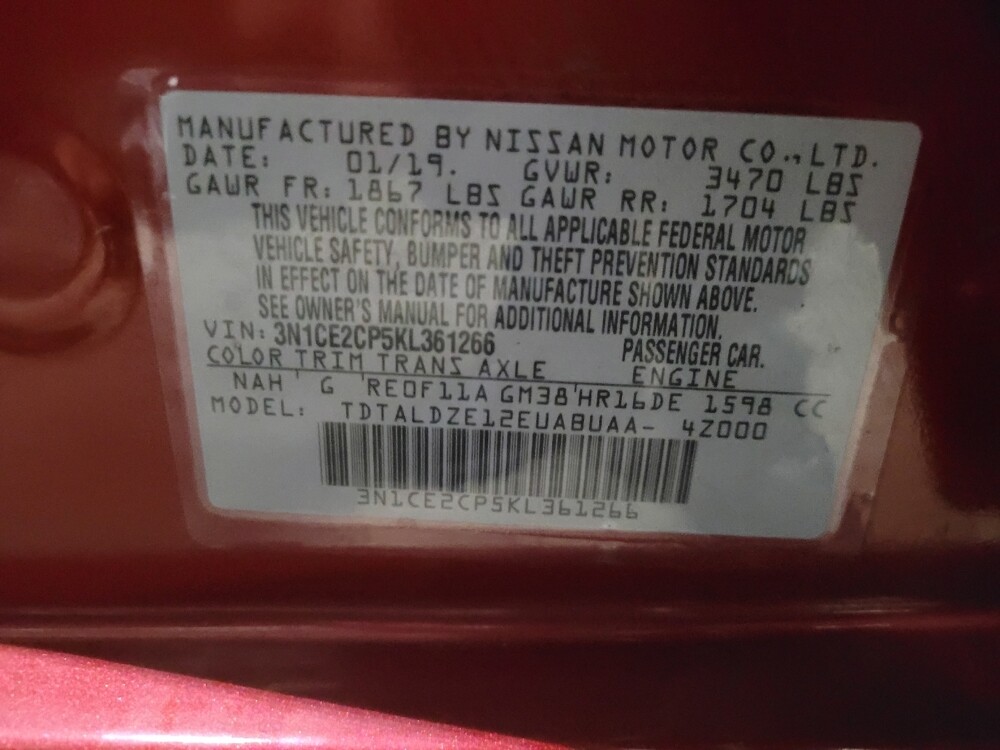 MANUFACTURED BY NISSAN MOTOR CO., LTD.
DATE: 01/19. GVWR: 3470 LBS
GAWR FR: 1867 LBS GAWR RR: 1704 LBS
THIS VEHICLE CONFORMS TO ALL APPLICABLE FEDERAL MOTOR
VEHICLE SAFETY, BUMPER AND THEFT PREVENTION STANDARDS
IN EFFECT ON THE DATE OF MANUFACTURE SHOWN ABOVE.
SEE OWNER'S MANUAL FOR ADDITIONAL INFORMATION.
VIN: 3N1CE2CP5KL361266 PASSENGER CAR.
COLOR TRIM TRANS AXLE ENGINE
NAH ' G 'RE0F11A GM38'HR16DE 1598 CC
MODEL: TDTALDZE12EUABUAA- 4Z000
3N1CE2CP5KL361266